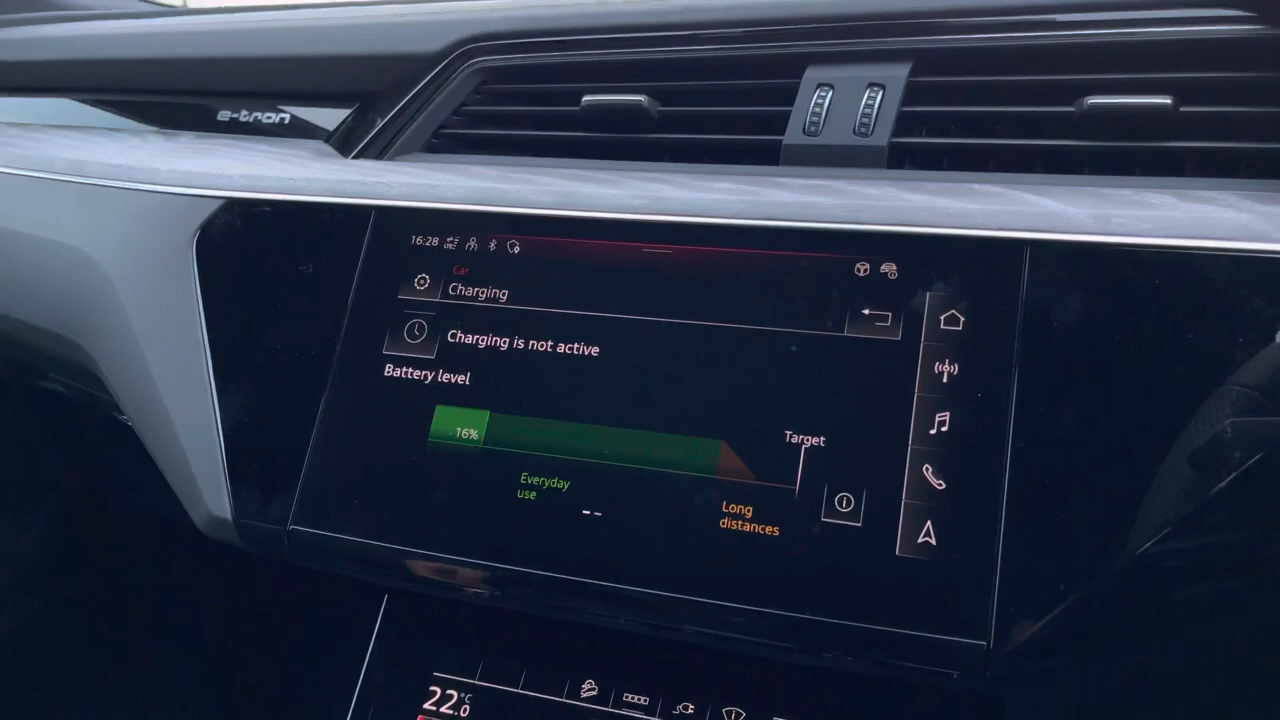 e-tron
16:28
Car
Charging
Charging is not active
Battery level
16%
Target
Everyday
use
Long
distances
22.0 °C